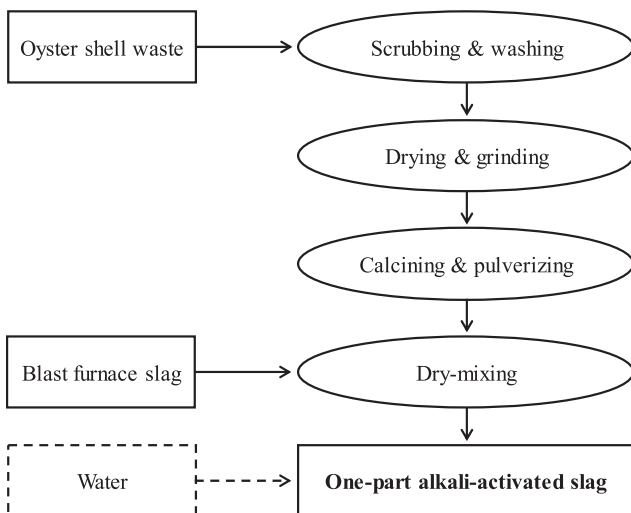 Oyster shell waste
Scrubbing & washing
Drying & grinding
Calcining & pulverizing
Blast furnace slag
Dry-mixing
Water
One-part alkali-activated slag